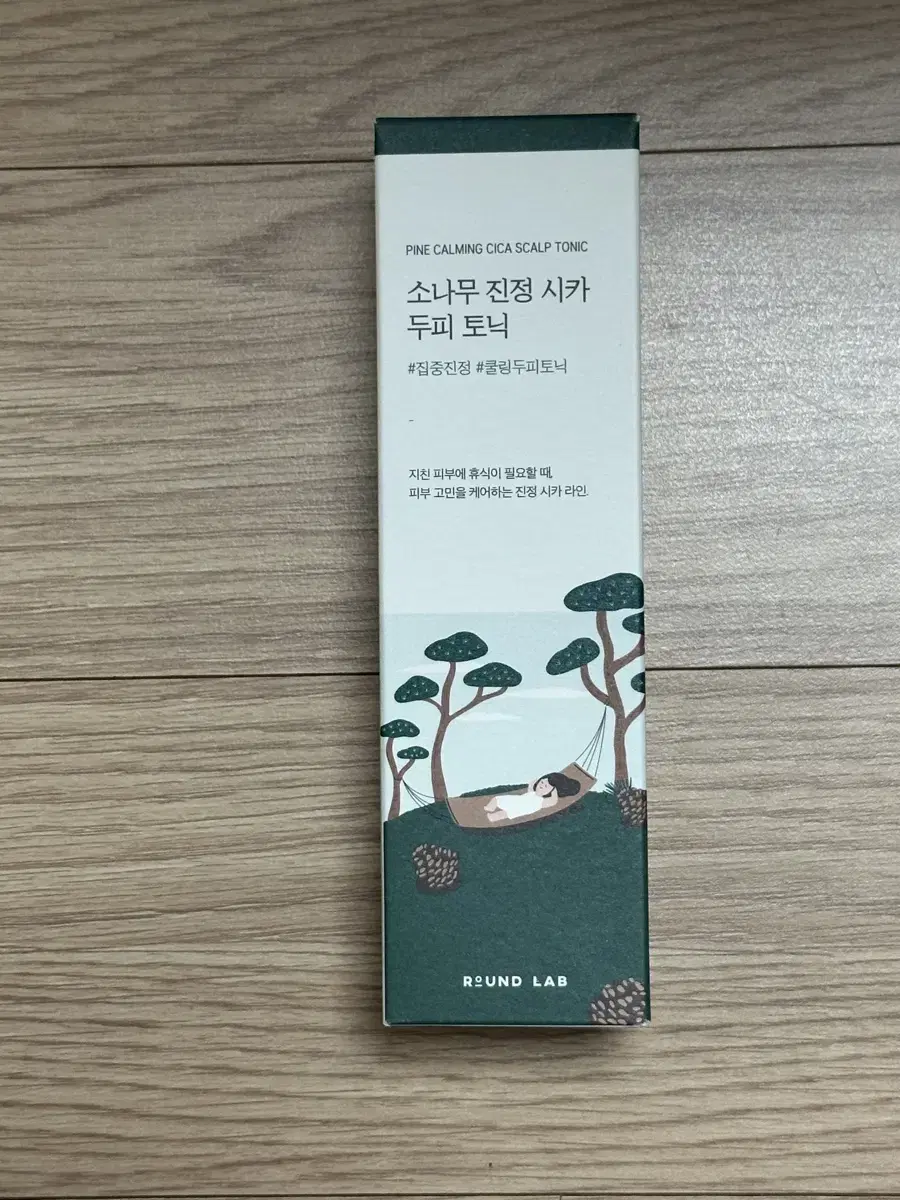 PINE CALMING CICA SCALP TONIC
소나무 진정 시카
두피 토닉
#집중진정 #쿨링두피토닉
-
지친 피부에 휴식이 필요할 때,
피부 고민을 케어하는 진정 시카 라인.
ROUND LAB